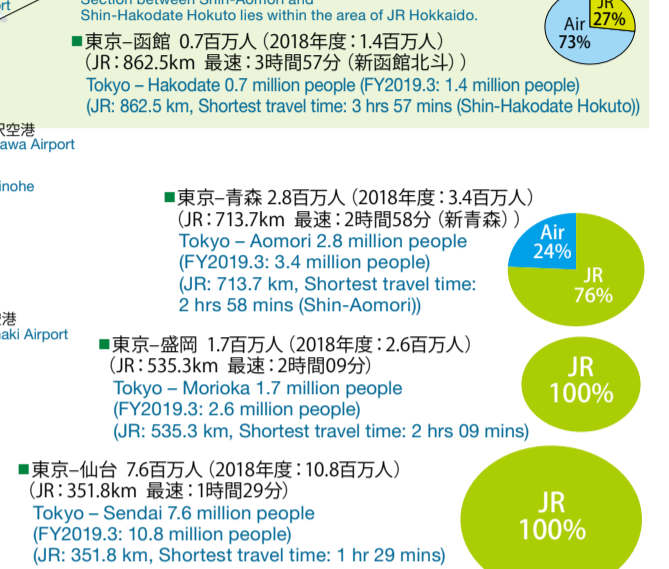 Section between Shin-Aomori and
Shin-Hakodate Hokuto lies within the area of JR Hokkaido.
JR
27%
Air
73%
■東京–函館 0.7百万人（2018年度：1.4百万人）
（JR：862.5km 最速：3時間57分（新函館北斗））
Tokyo – Hakodate 0.7 million people (FY2019.3: 1.4 million people)
(JR: 862.5 km, Shortest travel time: 3 hrs 57 mins (Shin-Hakodate Hokuto))
空港
awa Airport
inohe
■東京–青森 2.8百万人（2018年度：3.4百万人）
（JR：713.7km 最速：2時間58分（新青森））
Tokyo – Aomori 2.8 million people
(FY2019.3: 3.4 million people)
(JR: 713.7 km, Shortest travel time:
2 hrs 58 mins (Shin-Aomori))
Air
24%
JR
76%
港
aki Airport
■東京–盛岡 1.7百万人（2018年度：2.6百万人）
（JR：535.3km 最速：2時間09分）
Tokyo – Morioka 1.7 million people
(FY2019.3: 2.6 million people)
(JR: 535.3 km, Shortest travel time: 2 hrs 09 mins)
JR
100%
■東京–仙台 7.6百万人（2018年度：10.8百万人）
（JR：351.8km 最速：1時間29分）
Tokyo – Sendai 7.6 million people
(FY2019.3: 10.8 million people)
(JR: 351.8 km, Shortest travel time: 1 hr 29 mins)
JR
100%